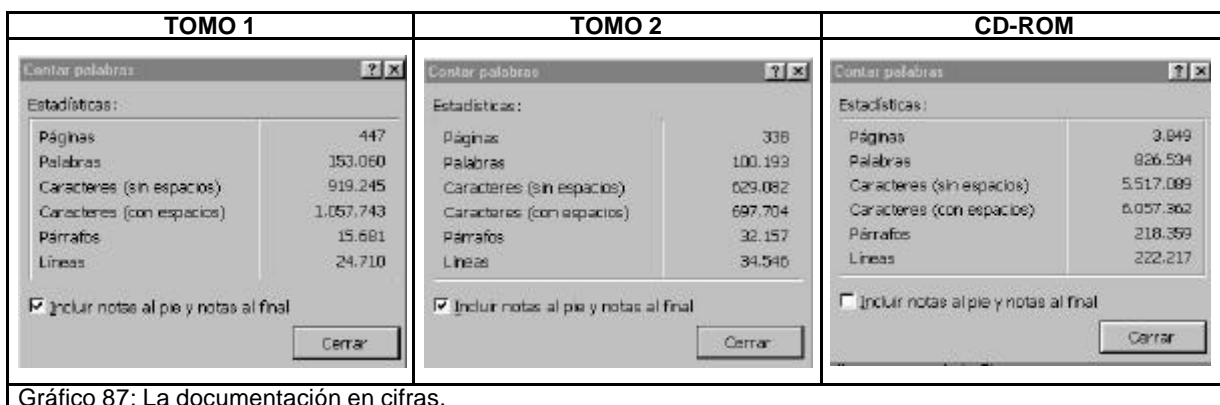 TOMO 1
TOMO 2
CD-ROM
Contar palabras
Estadísticas:
Páginas 447
Palabras 153.060
Caracteres (sin espacios) 919.245
Caracteres (con espacios) 1.057.743
Párrafos 15.681
Líneas 24.710
Incluir notas al pie y notas al final
Cerrar
Contar palabras
Estadísticas:
Páginas 338
Palabras 100.193
Caracteres (sin espacios) 629.082
Caracteres (con espacios) 697.704
Párrafos 32.157
Líneas 34.546
Incluir notas al pie y notas al final
Cerrar
Contar palabras
Estadísticas:
Páginas 3.849
Palabras 826.534
Caracteres (sin espacios) 5.517.089
Caracteres (con espacios) 6.057.362
Párrafos 218.359
Líneas 222.217
Incluir notas al pie y notas al final
Cerrar
Gráfico 87: La documentación en cifras.